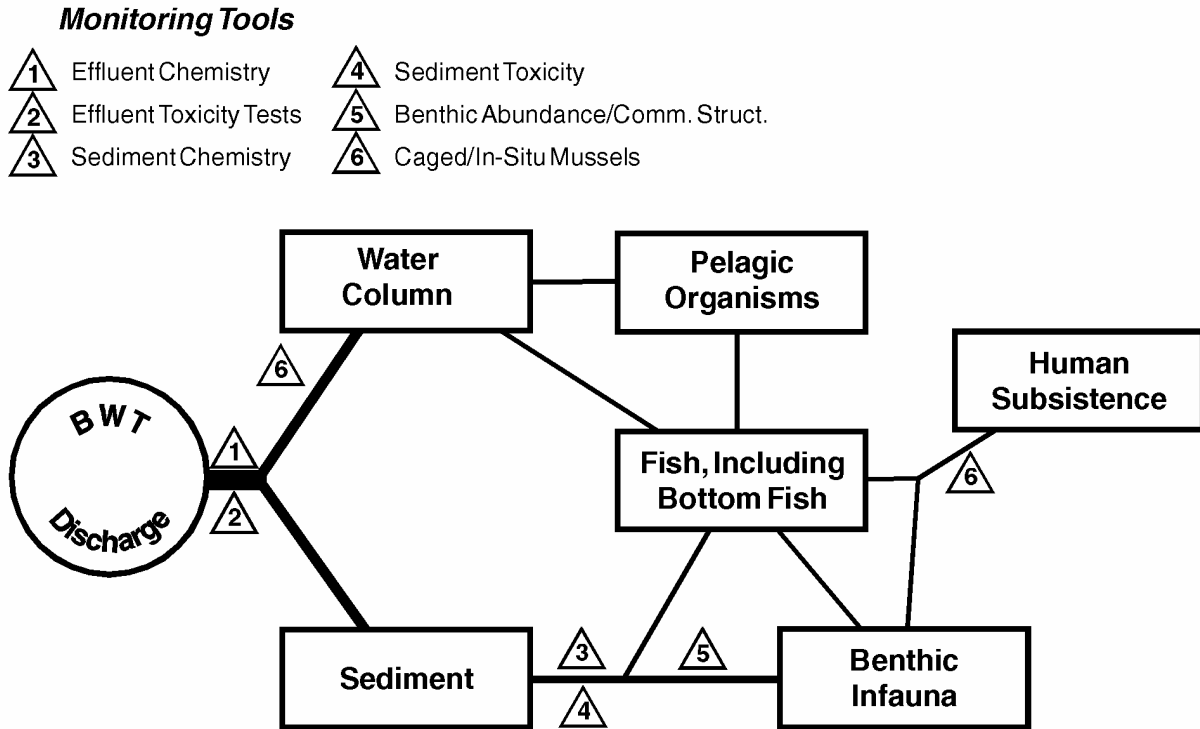 Monitoring Tools
1 Effluent Chemistry
2 Effluent Toxicity Tests
3 Sediment Chemistry
4 Sediment Toxicity
5 Benthic Abundance/Comm. Struct.
6 Caged/In-Situ Mussels
Water
Column
Pelagic
Organisms
6
Human
Subsistence
BWT
Discharge
1
2
Fish, Including
Bottom Fish
6
Sediment
3
4
5
Benthic
Infauna